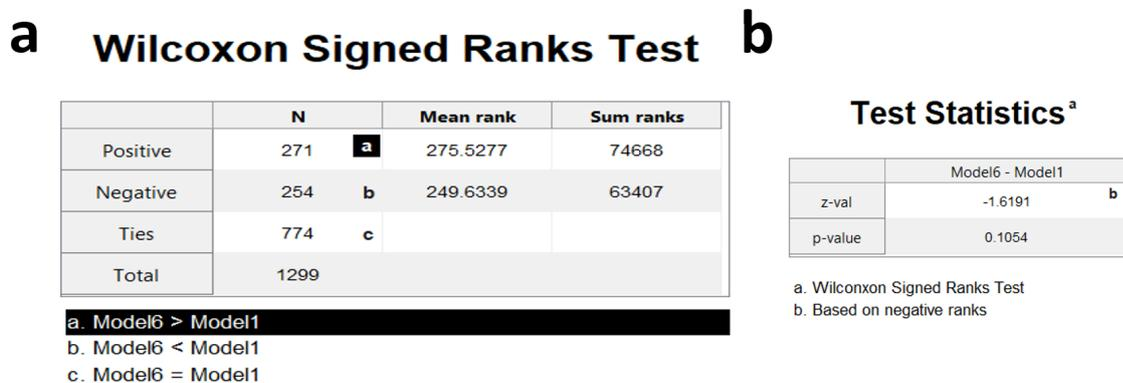 a
Wilcoxon Signed Ranks Test
N Mean rank Sum ranks
Positive 271 a 275.5277 74668
Negative 254 b 249.6339 63407
Ties 774 c
Total 1299
a. Model6 > Model1
b. Model6 < Model1
c. Model6 = Model1
b
Test Statistics a
Model6 - Model1
z-val -1.6191 b
p-value 0.1054
a. Wilconxon Signed Ranks Test
b. Based on negative ranks